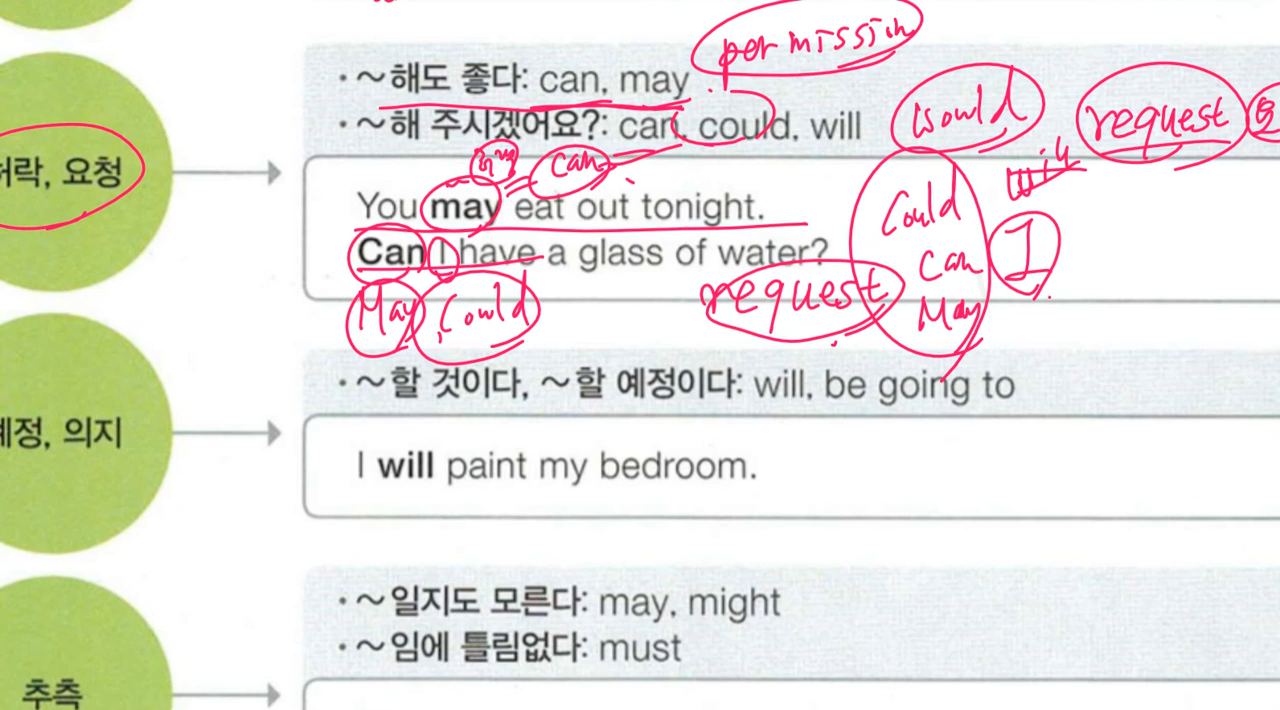 permission
· ~해도 좋다: can, may
· ~해 주시겠어요?: can, could, will
would
request
허락, 요청
can
will
You may eat out tonight.
Could
Can I have a glass of water?
Can
I
May, Could
request
May
· ~할 것이다, ~할 예정이다: will, be going to
예정, 의지
I will paint my bedroom.
· ~일지도 모른다: may, might
· ~임에 틀림없다: must
추측